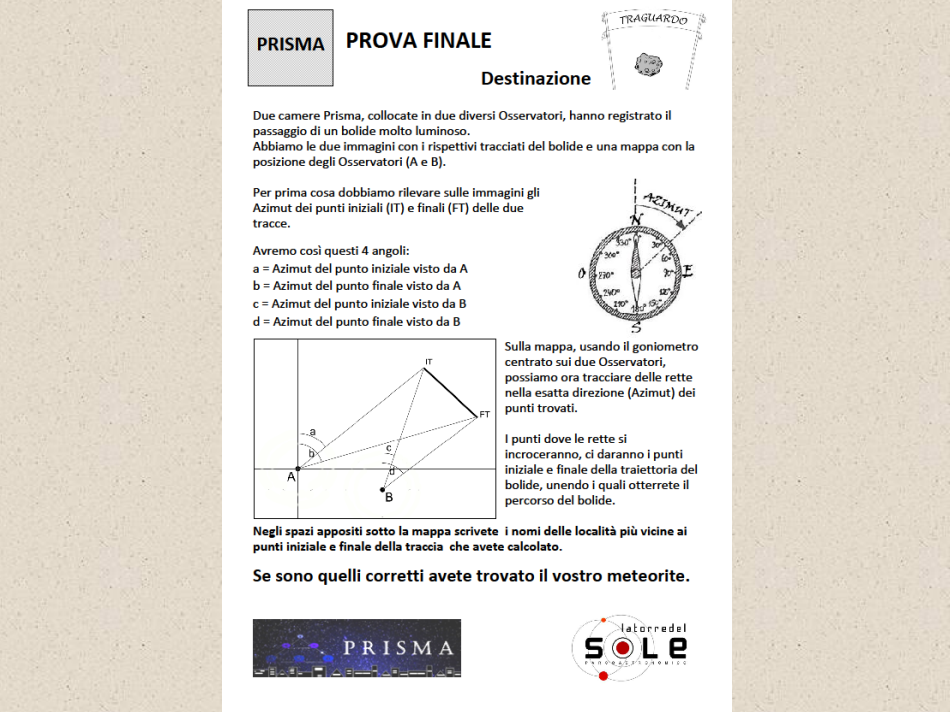 PRISMA
PROVA FINALE
TRAGUARDO
Destinazione
Due camere Prisma, collocate in due diversi Osservatori, hanno registrato il
passaggio di un bolide molto luminoso.
Abbiamo le due immagini con i rispettivi tracciati del bolide e una mappa con la
posizione degli Osservatori (A e B).
Per prima cosa dobbiamo rilevare sulle immagini gli
Azimut dei punti iniziali (IT) e finali (FT) delle due
tracce.
Avremo così questi 4 angoli:
a = Azimut del punto iniziale visto da A
b = Azimut del punto finale visto da A
c = Azimut del punto iniziale visto da B
d = Azimut del punto finale visto da B
AZIMUT
N
330° 30°
300° 60°
O 270° 90° E
240° 120°
210° 180° 150°
S
IT
FT
a
b
c
d
A
B
Sulla mappa, usando il goniometro
centrato sui due Osservatori,
possiamo ora tracciare delle rette
nella esatta direzione (Azimut) dei
punti trovati.
I punti dove le rette si
incroceranno, ci daranno i punti
iniziale e finale della traiettoria del
bolide, unendo i quali otterrete il
percorso del bolide.
Negli spazi appositi sotto la mappa scrivete i nomi delle località più vicine ai
punti iniziale e finale della traccia che avete calcolato.
Se sono quelli corretti avete trovato il vostro meteorite.
PRISMA
latorredel
SOLE